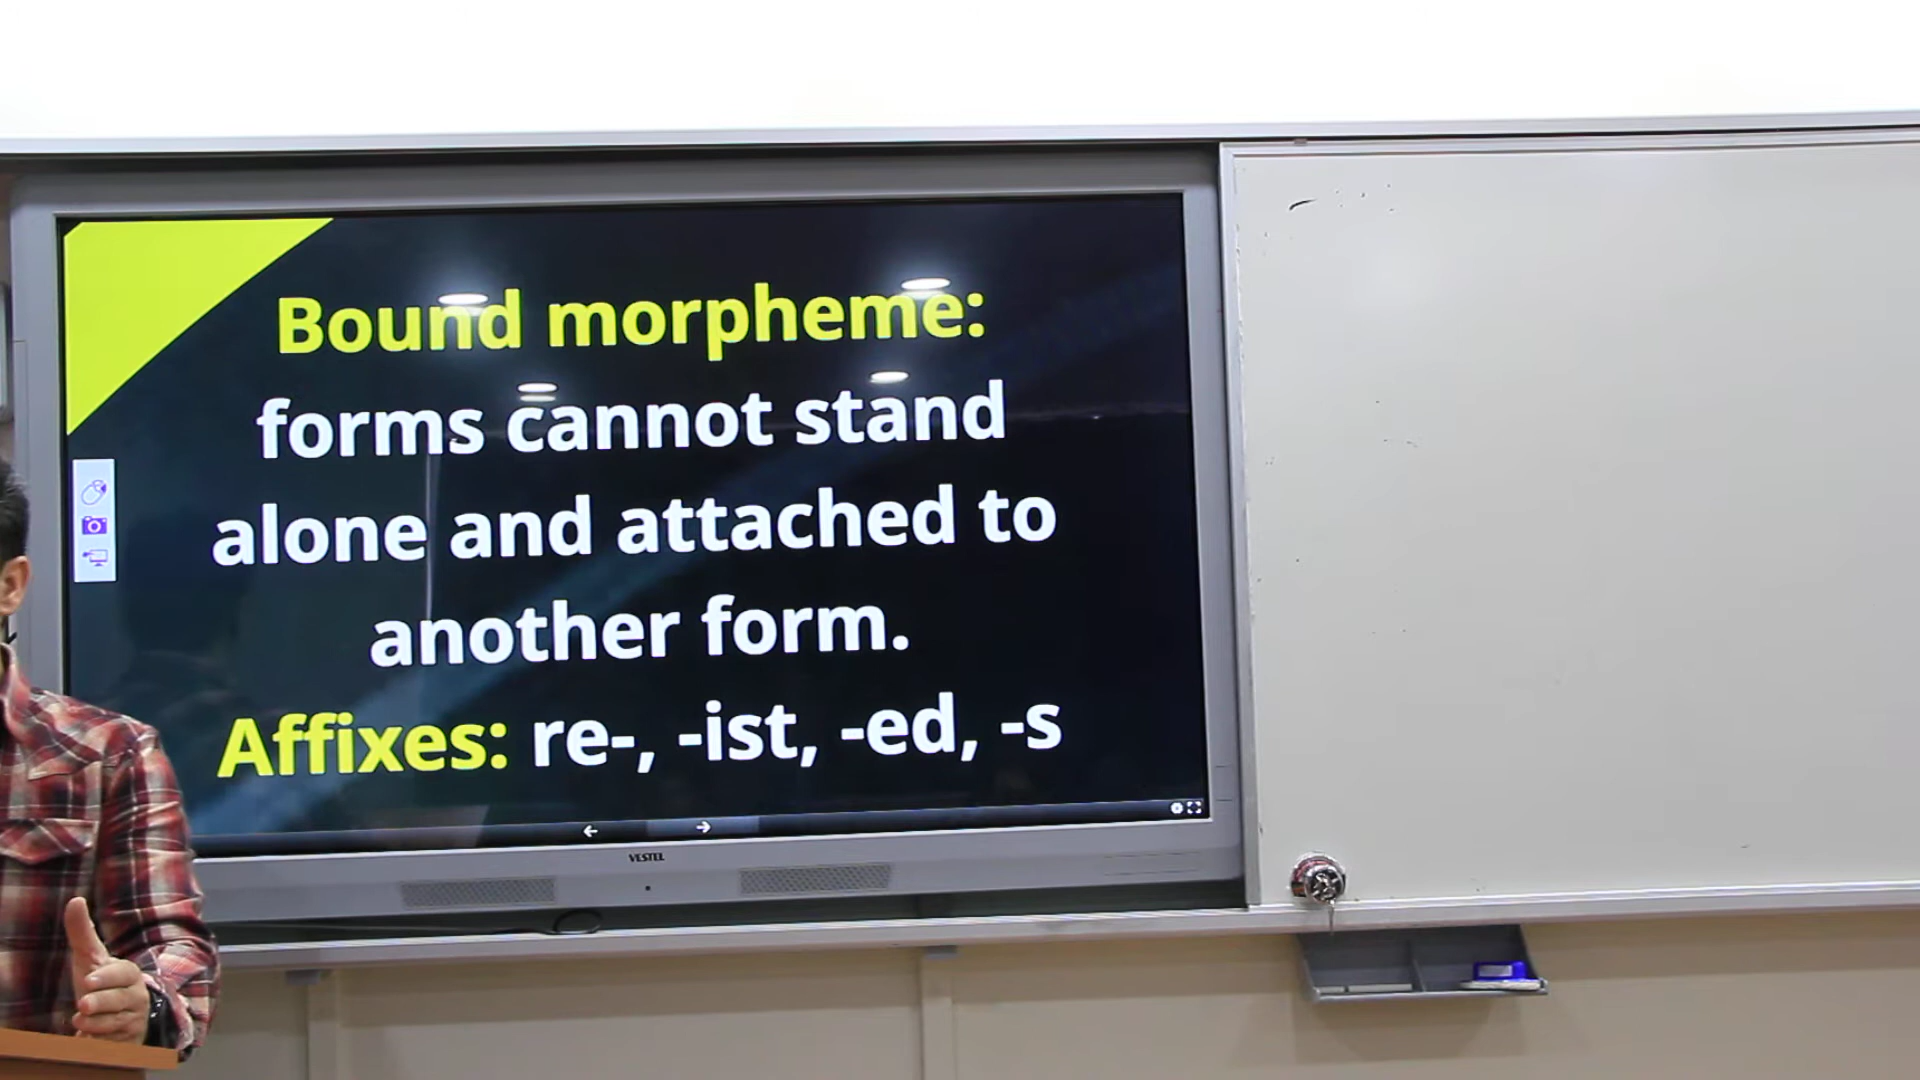 Bound morpheme:
forms cannot stand
alone and attached to
another form.
Affixes: re-, -ist, -ed, -s
VESTEL